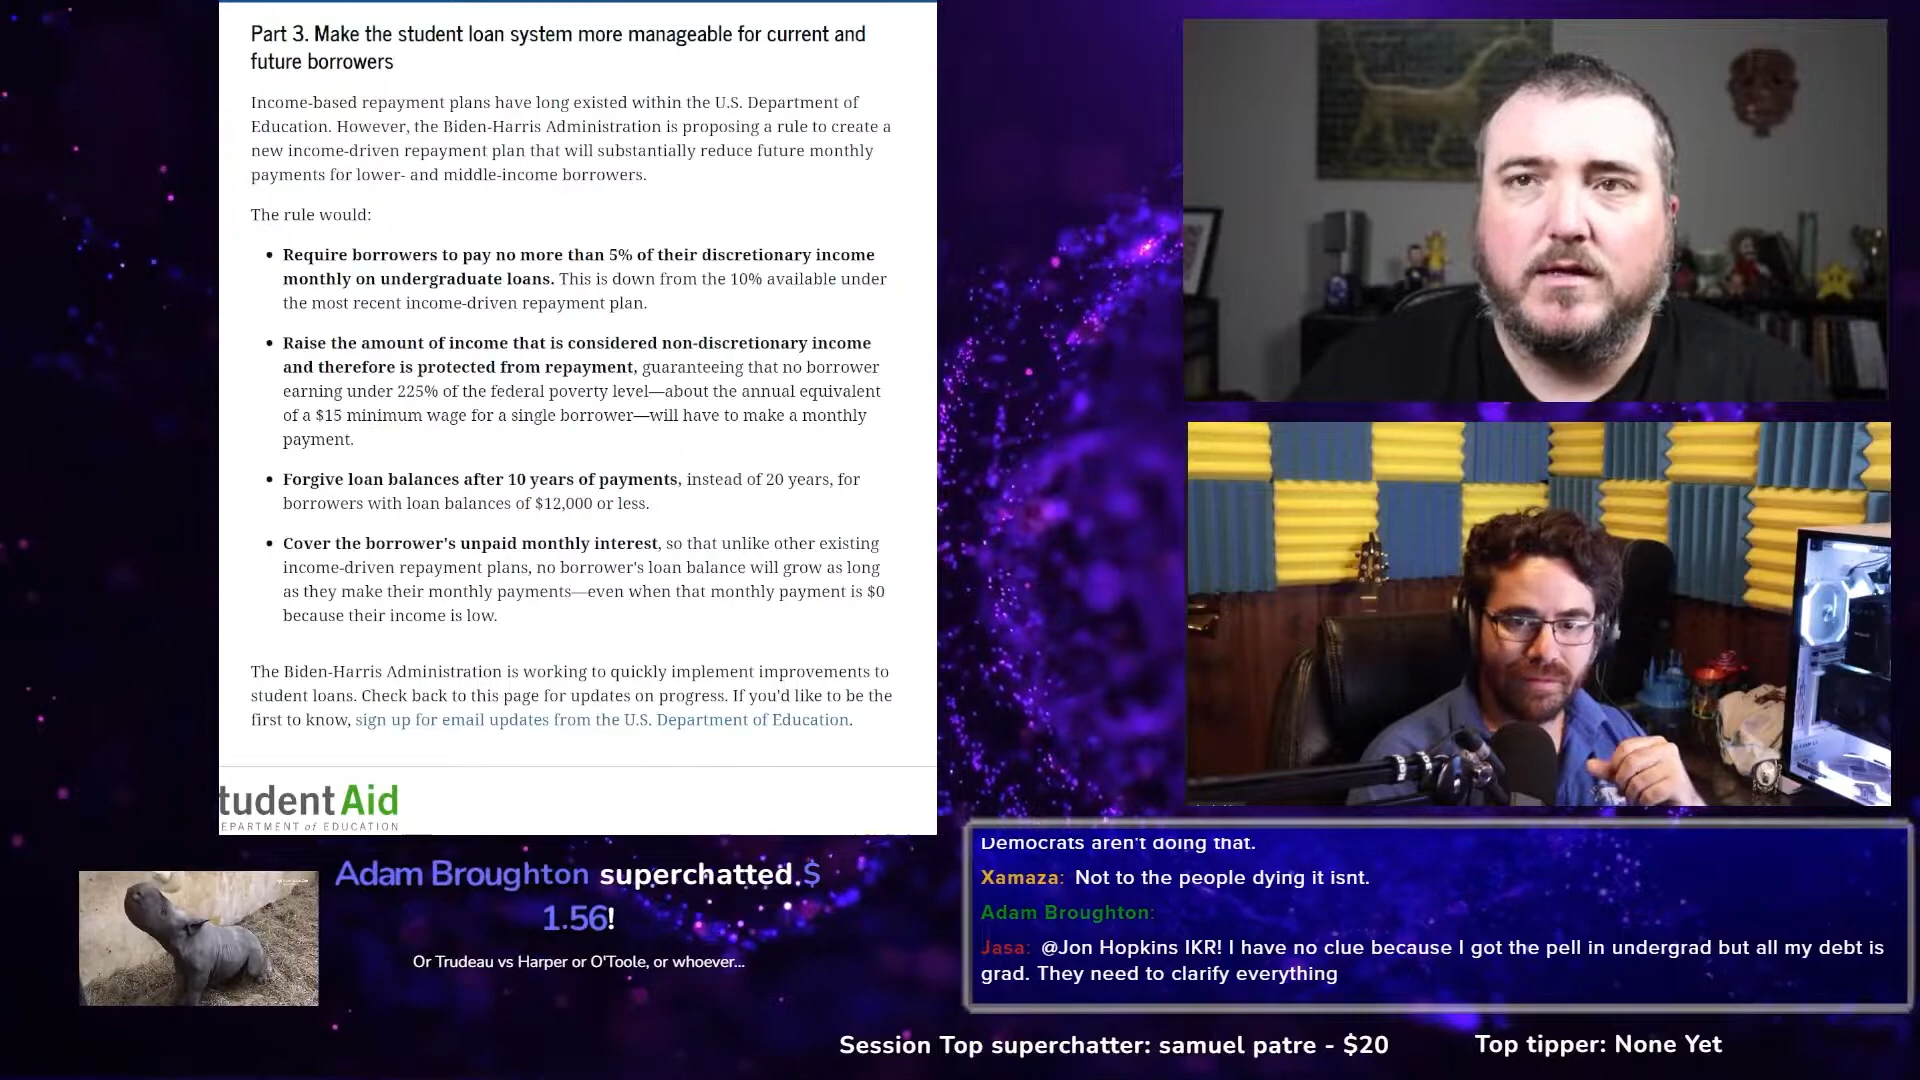 Part 3. Make the student loan system more manageable for current and
future borrowers
Income-based repayment plans have long existed within the U.S. Department of
Education. However, the Biden-Harris Administration is proposing a rule to create a
new income-driven repayment plan that will substantially reduce future monthly
payments for lower- and middle-income borrowers.
The rule would:
• Require borrowers to pay no more than 5% of their discretionary income
monthly on undergraduate loans. This is down from the 10% available under
the most recent income-driven repayment plan.
• Raise the amount of income that is considered non-discretionary income
and therefore is protected from repayment, guaranteeing that no borrower
earning under 225% of the federal poverty level—about the annual equivalent
of a $15 minimum wage for a single borrower—will have to make a monthly
payment.
• Forgive loan balances after 10 years of payments, instead of 20 years, for
borrowers with loan balances of $12,000 or less.
• Cover the borrower's unpaid monthly interest, so that unlike other existing
income-driven repayment plans, no borrower's loan balance will grow as long
as they make their monthly payments—even when that monthly payment is $0
because their income is low.
The Biden-Harris Administration is working to quickly implement improvements to
student loans. Check back to this page for updates on progress. If you'd like to be the
first to know, sign up for email updates from the U.S. Department of Education.
tudentAid
EPARTMENT of EDUCATION
Adam Broughton superchatted $
1.56!
Or Trudeau vs Harper or O'Toole, or whoever...
Democrats aren't doing that.
Xamaza: Not to the people dying it isnt.
Adam Broughton:
Jasa: @Jon Hopkins IKR! I have no clue because I got the pell in undergrad but all my debt is
grad. They need to clarify everything
Session Top superchatter: samuel patre - $20
Top tipper: None Yet